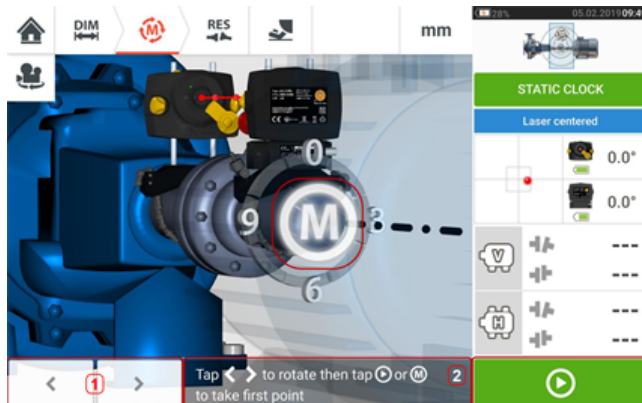 DIM
M
RES
mm
28%
05.02.2019 09:4
STATIC CLOCK
Laser centered
0.0°
0.0°
0
9
M
3
6
V
---
---
H
---
---
< 1 >
Tap < > to rotate then tap or M 2
to take first point